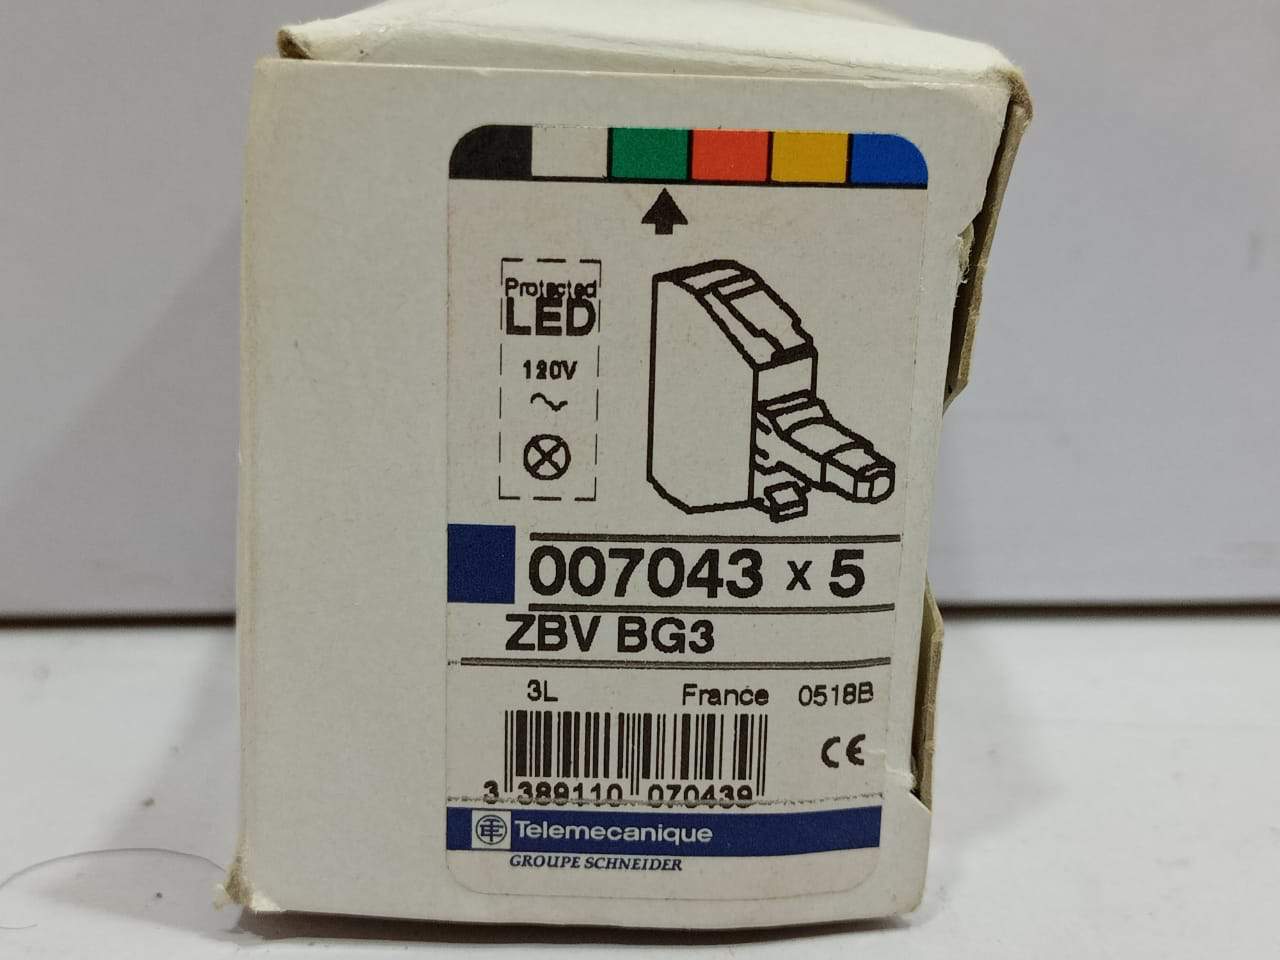 Protected
LED
120V
007043 x 5
ZBV BG3
3L France 0518B
CE
3 389110 070439
Telemecanique
GROUPE SCHNEIDER